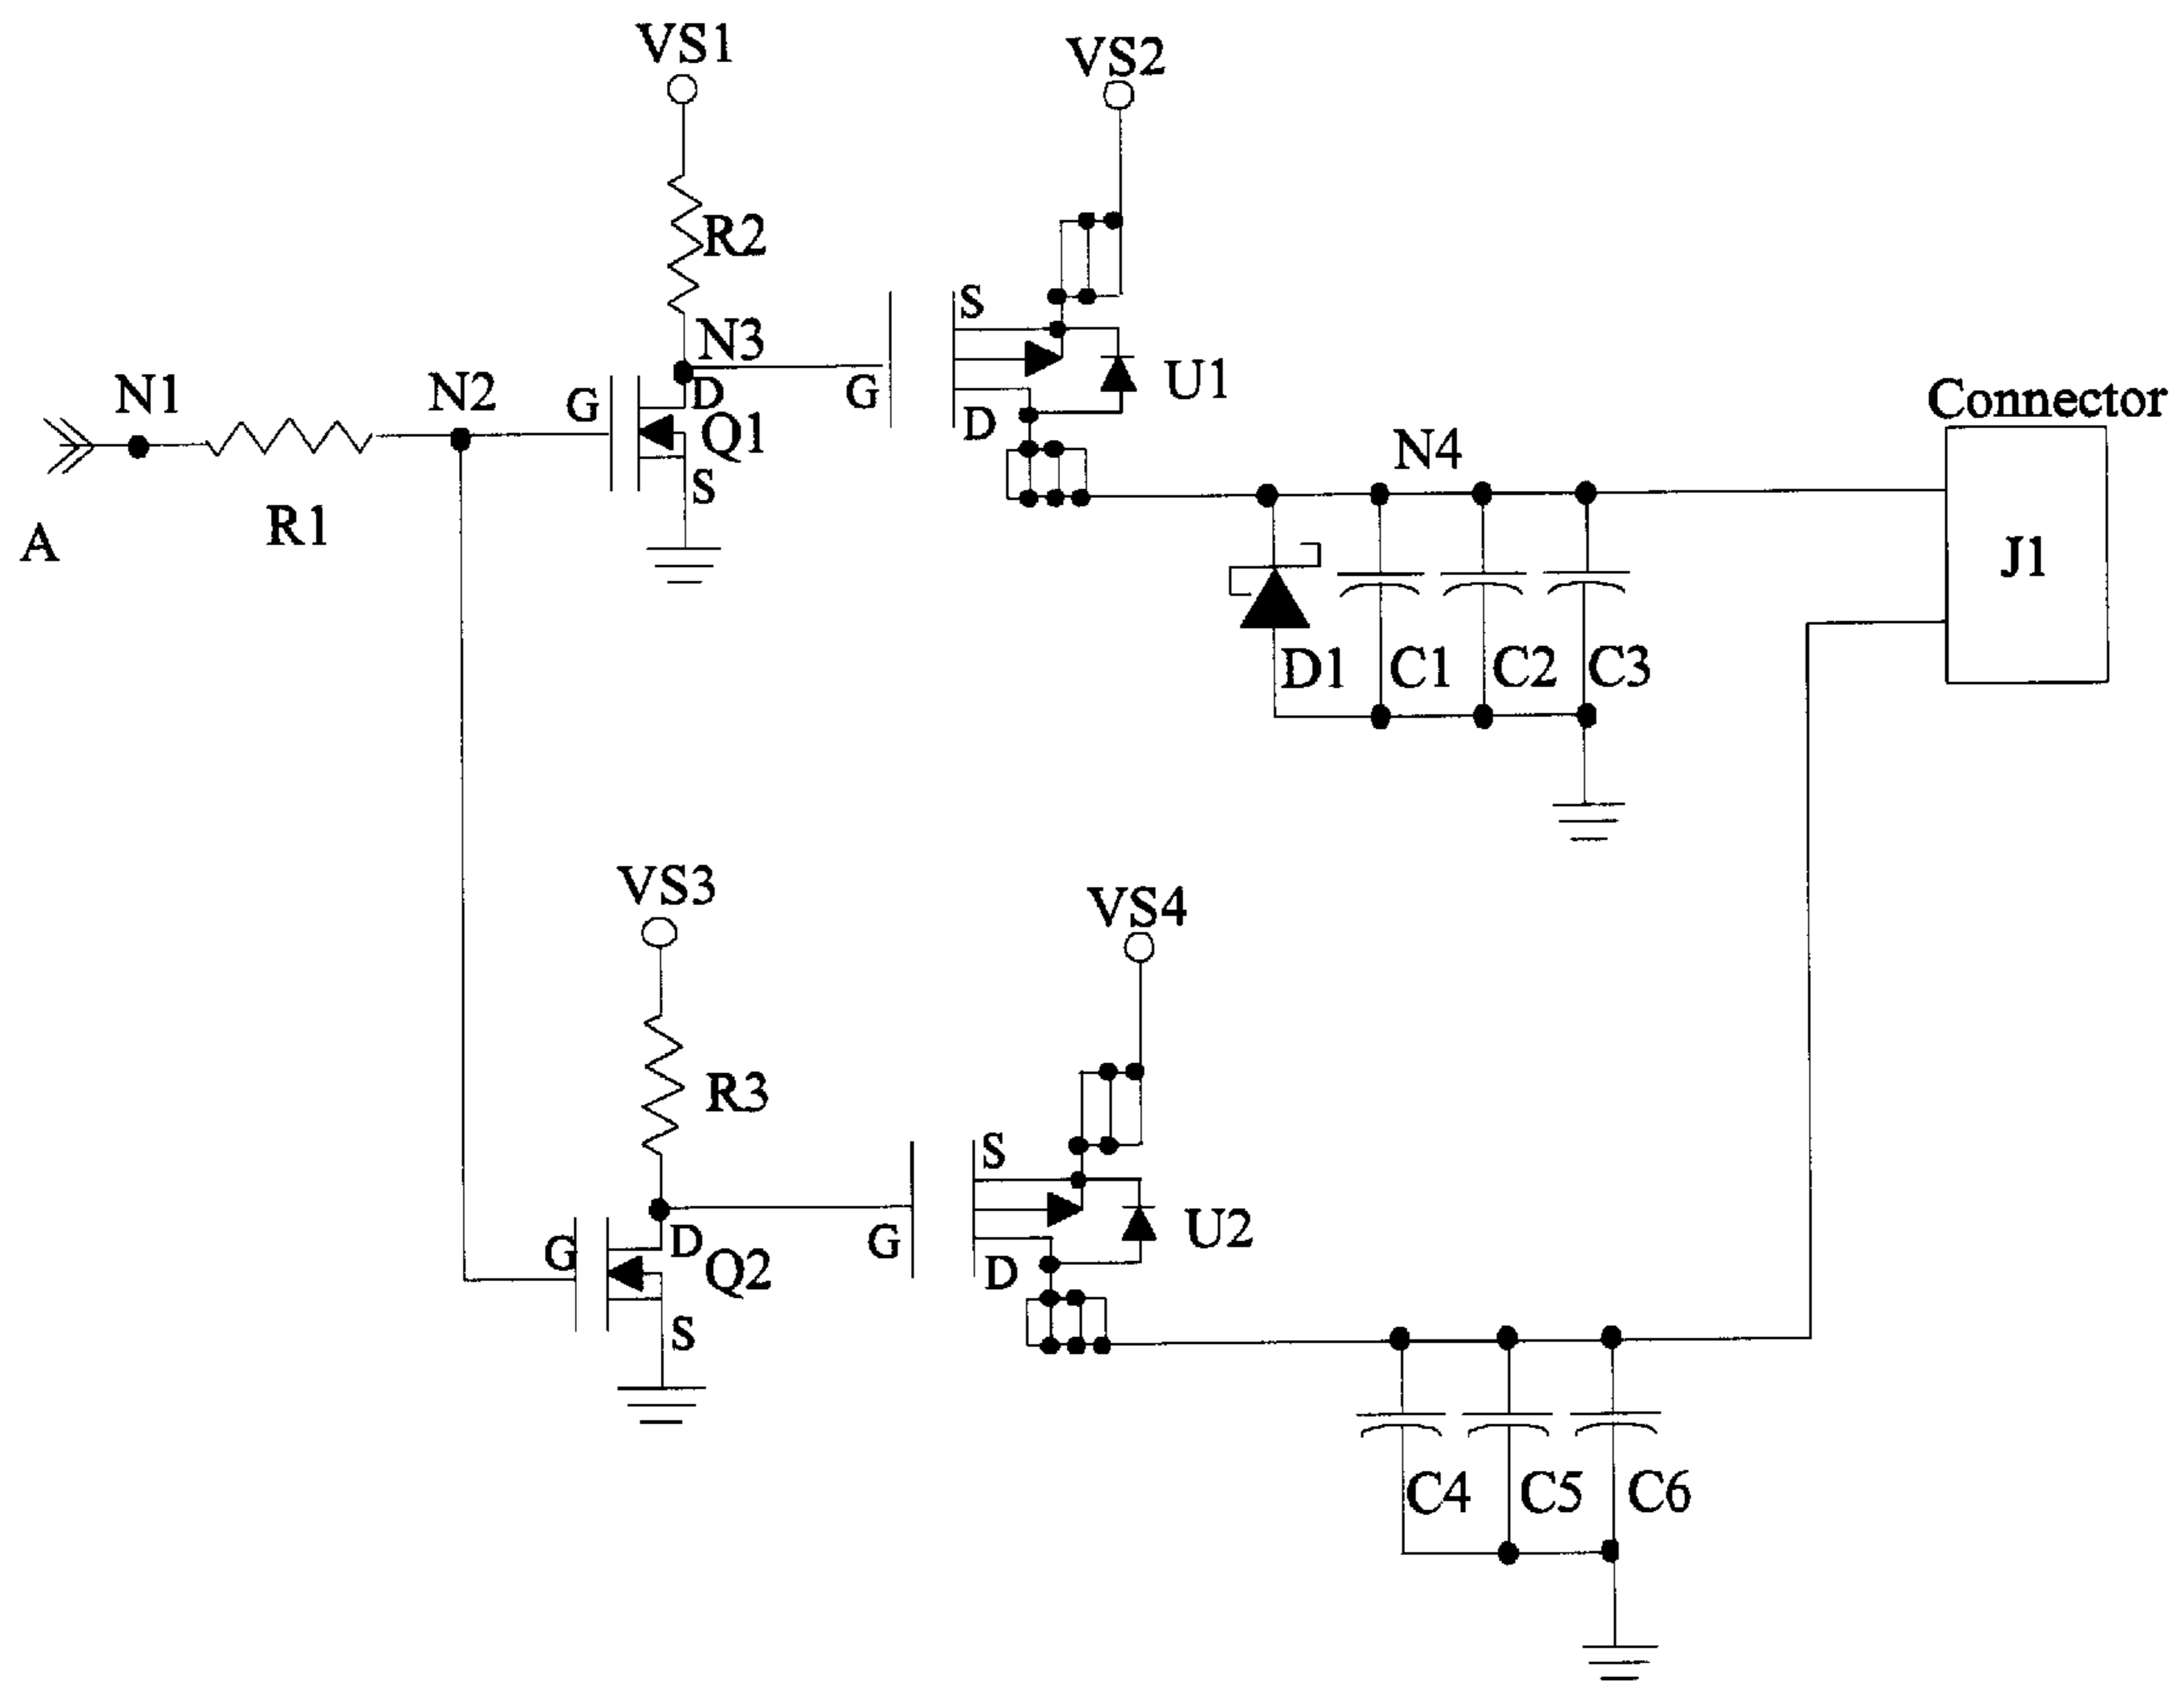 VS1
VS2
R2
S
N3
N1
N2
G
D
G
U1
Connector
Q1
D
N4
S
R1
A
J1
D1
C1
C2
C3
VS3
VS4
R3
S
G
D
G
U2
Q2
D
S
C4
C5
C6